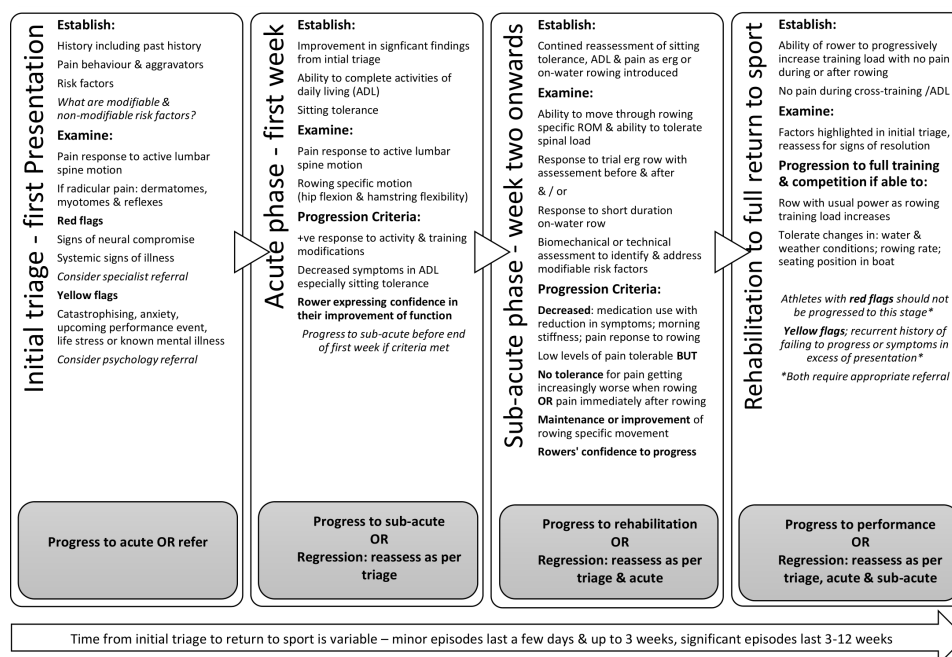 Initial triage - first Presentation
Establish:
History including past history
Pain behaviour & aggravators
Risk factors
What are modifiable &
non-modifiable risk factors?
Examine:
Pain response to active lumbar
spine motion
If radicular pain: dermatomes,
myotomes & reflexes
Red flags
Signs of neural compromise
Systemic signs of illness
Consider specialist referral
Yellow flags
Catastrophising, anxiety,
upcoming performance event,
life stress or known mental illness
Consider psychology referral
Progress to acute OR refer
Acute phase - first week
Establish:
Improvement in signficant findings
from intial triage
Ability to complete activities of
daily living (ADL)
Sitting tolerance
Examine:
Pain response to active lumbar
spine motion
Rowing specific motion
(hip flexion & hamstring flexibility)
Progression Criteria:
+ve response to activity & training
modifications
Decreased symptoms in ADL
especially sitting tolerance
Rower expressing confidence in
their improvement of function
Progress to sub-acute before end
of first week if criteria met
Progress to sub-acute
OR
Regression: reassess as per
triage
Sub-acute phase - week two onwards
Establish:
Contined reassessment of sitting
tolerance, ADL & pain as erg or
on-water rowing introduced
Examine:
Ability to move through rowing
specific ROM & ability to tolerate
spinal load
Response to trial erg row with
assessement before & after
& / or
Response to short duration
on-water row
Biomechanical or technical
assessment to identify & address
modifiable risk factors
Progression Criteria:
Decreased: medication use with
reduction in symptoms; morning
stiffness; pain reponse to rowing
Low levels of pain tolerable BUT
No tolerance for pain getting
increasingly worse when rowing
OR pain immediately after rowing
Maintenance or improvement of
rowing specific movement
Rowers' confidence to progress
Progress to rehabilitation
OR
Regression: reassess as per
triage & acute
Rehabilitation to full return to sport
Establish:
Ability of rower to progressively
increase training load with no pain
during or after rowing
No pain during cross-training /ADL
Examine:
Factors highlighted in initial triage,
reassess for signs of resolution
Progression to full training
& competition if able to:
Row with usual power as rowing
training load increases
Tolerate changes in: water &
weather conditions; rowing rate;
seating position in boat
Athletes with red flags should not
be progressed to this stage*
Yellow flags; recurrent history of
failing to progress or symptoms in
excess of presentation*
*Both require appropriate referral
Progress to performance
OR
Regression: reassess as per
triage, acute & sub-acute
Time from initial triage to return to sport is variable – minor episodes last a few days & up to 3 weeks, significant episodes last 3-12 weeks